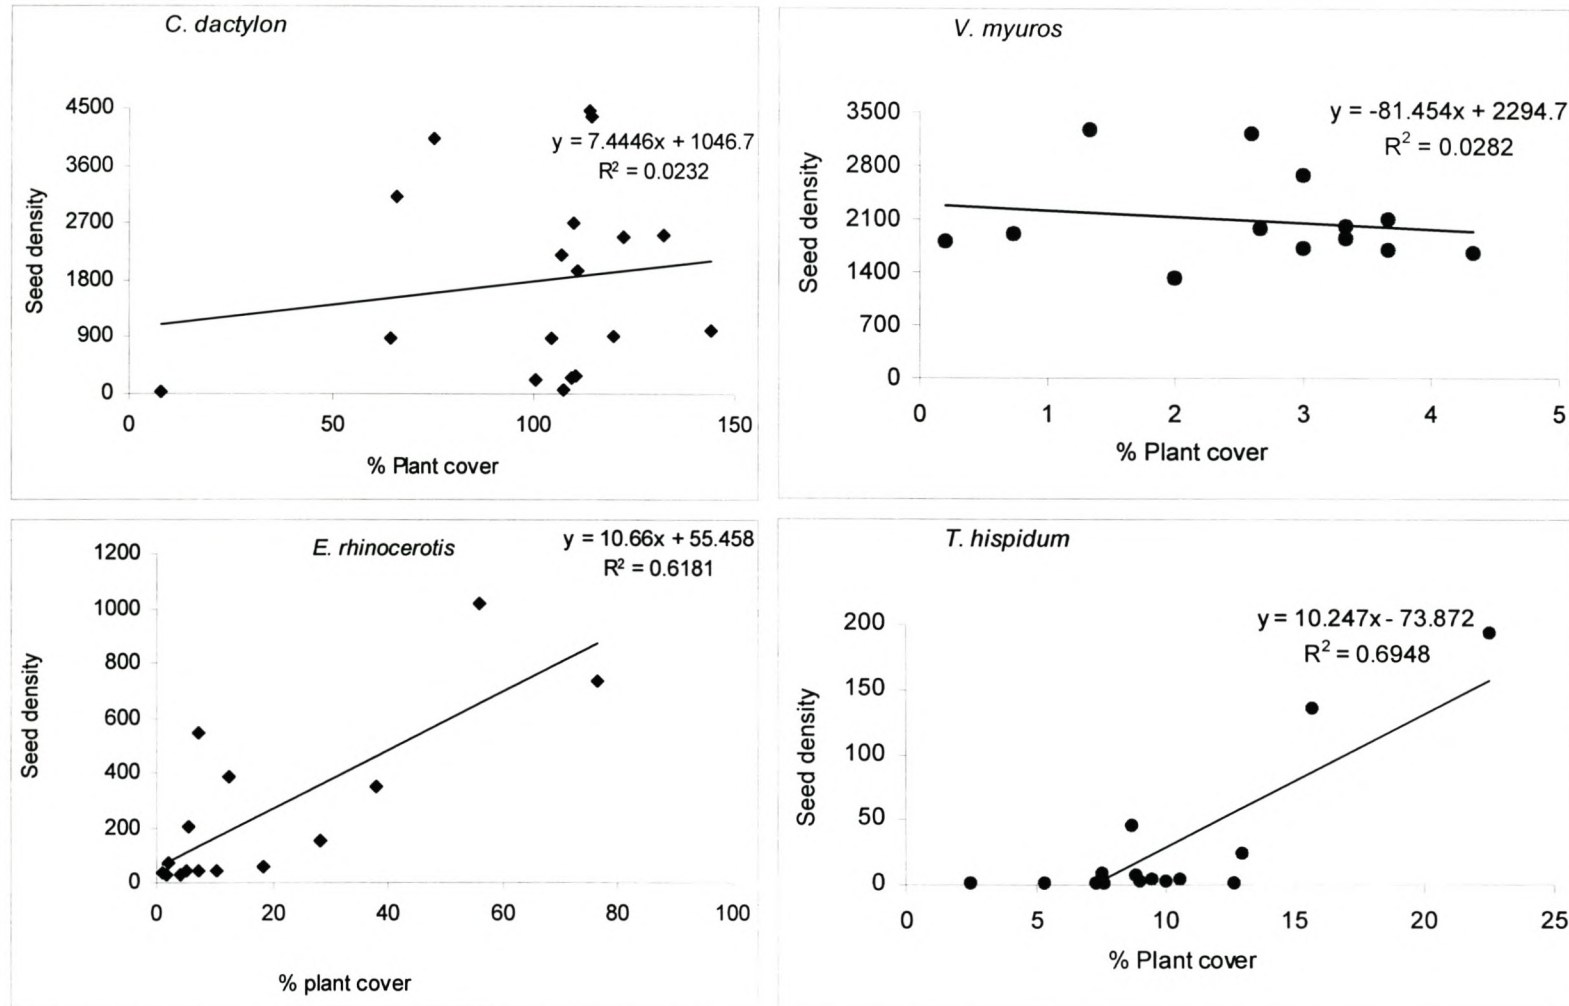 C. dactylon
4500
3600
2700
1800
900
0
Seed density
y = 7.4446x + 1046.7
R² = 0.0232
0 50 100 150
% Plant cover
V. myuros
3500
2800
2100
1400
700
0
Seed density
y = -81.454x + 2294.7
R² = 0.0282
0 1 2 3 4 5
% Plant cover
E. rhinocerotis
1200
1000
800
600
400
200
0
Seed density
y = 10.66x + 55.458
R² = 0.6181
0 20 40 60 80 100
% plant cover
T. hispidum
200
150
100
50
0
Seed density
y = 10.247x - 73.872
R² = 0.6948
0 5 10 15 20 25
% Plant cover